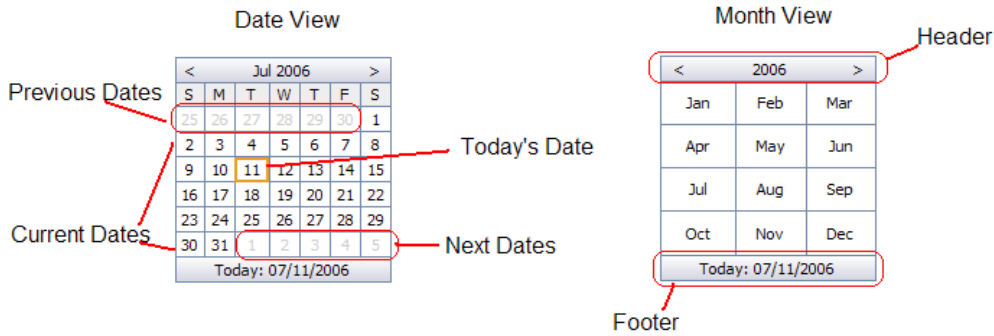 Date View
Month View
Header
< Jul 2006 >
< 2006 >
Previous Dates
S M T W T F S
25 26 27 28 29 30 1
2 3 4 5 6 7 8
9 10 11 12 13 14 15
16 17 18 19 20 21 22
23 24 25 26 27 28 29
30 31 1 2 3 4 5
Today: 07/11/2006
Today's Date
Current Dates
Next Dates
Jan Feb Mar
Apr May Jun
Jul Aug Sep
Oct Nov Dec
Today: 07/11/2006
Footer